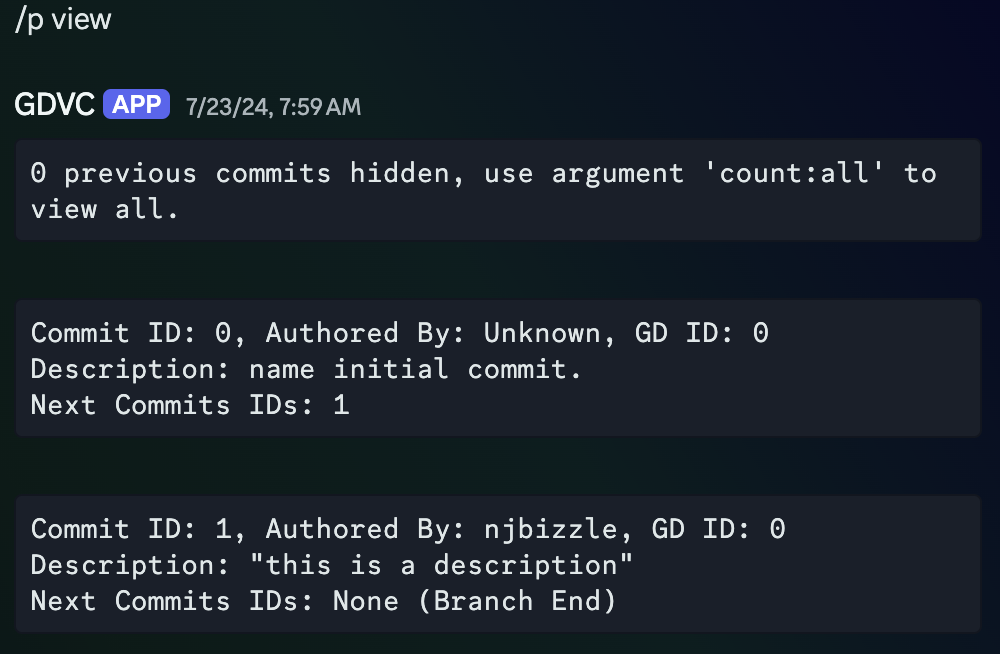 /p view
GDVC APP 7/23/24, 7:59 AM
0 previous commits hidden, use argument 'count:all' to
view all.
Commit ID: 0, Authored By: Unknown, GD ID: 0
Description: name initial commit.
Next Commits IDs: 1
Commit ID: 1, Authored By: njbizzle, GD ID: 0
Description: "this is a description"
Next Commits IDs: None (Branch End)